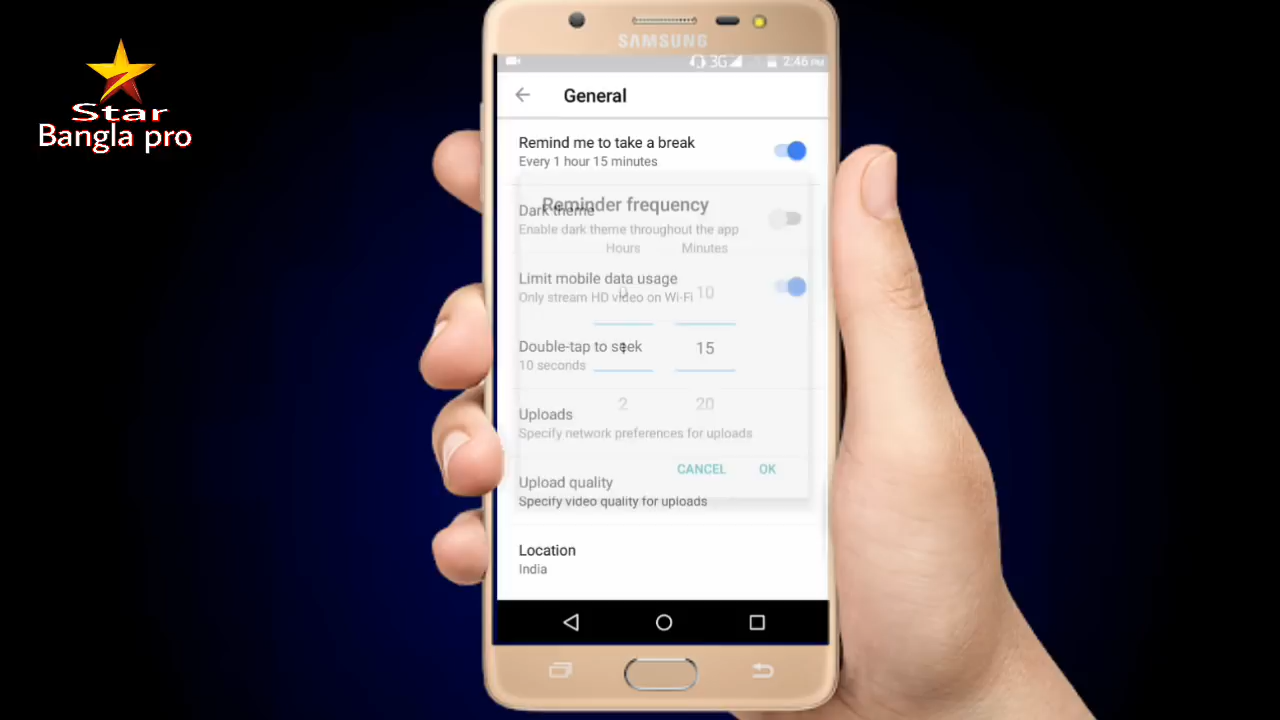 Star
Bangla pro
SAMSUNG
3G 2:46 PM
General
Remind me to take a break
Every 1 hour 15 minutes
Reminder frequency
Dark theme
Enable dark theme throughout the app
Hours Minutes
Limit mobile data usage
Only stream HD video on Wi-Fi
0 10
Double-tap to seek
1 15
10 seconds
2 20
Uploads
Specify network preferences for uploads
CANCEL OK
Upload quality
Specify video quality for uploads
Location
India